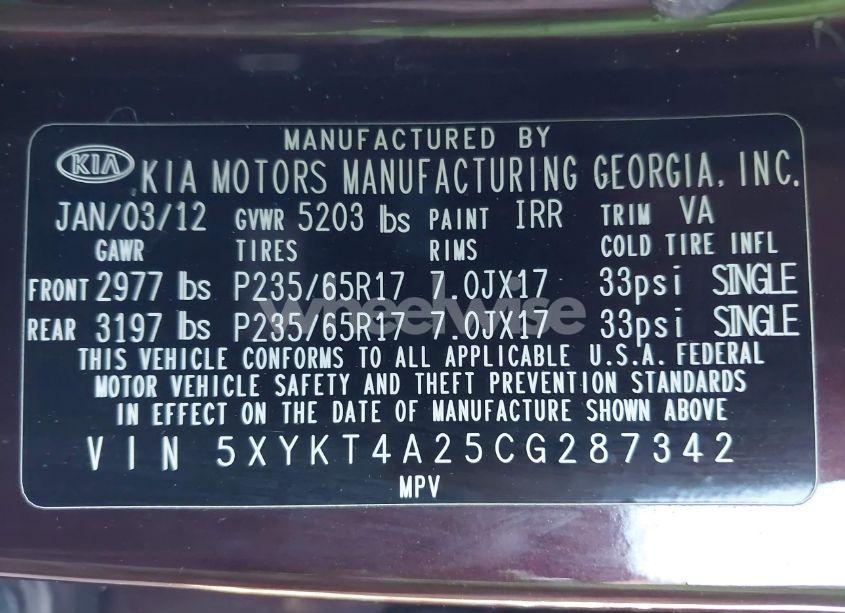 MANUFACTURED BY
KIA KIA MOTORS MANUFACTURING GEORGIA, INC.
JAN/03/12 GVWR 5203 lbs PAINT IRR TRIM VA
GAWR TIRES RIMS COLD TIRE INFL
FRONT 2977 lbs P235/65R17 7.0JX17 33psi SINGLE
wheelwise
REAR 3197 lbs P235/65R17 7.0JX17 33psi SINGLE
THIS VEHICLE CONFORMS TO ALL APPLICABLE U.S.A. FEDERAL
MOTOR VEHICLE SAFETY AND THEFT PREVENTION STANDARDS
IN EFFECT ON THE DATE OF MANUFACTURE SHOWN ABOVE
VIN 5XYKT4A25CG287342
MPV